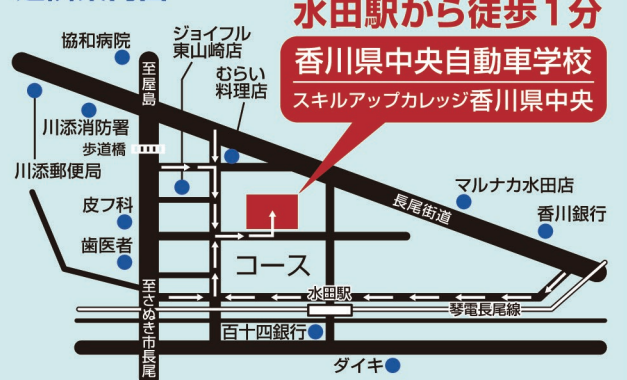 水田駅から徒歩1分
香川県中央自動車学校
スキルアップカレッジ香川県中央
協和病院
ジョイフル
東山崎店
むらい
料理店
至屋島
川添消防署
歩道橋
川添郵便局
皮フ科
歯医者
マルナカ水田店
長尾街道
香川銀行
コース
水田駅
琴電長尾線
至さぬき市長尾
百十四銀行
ダイキ